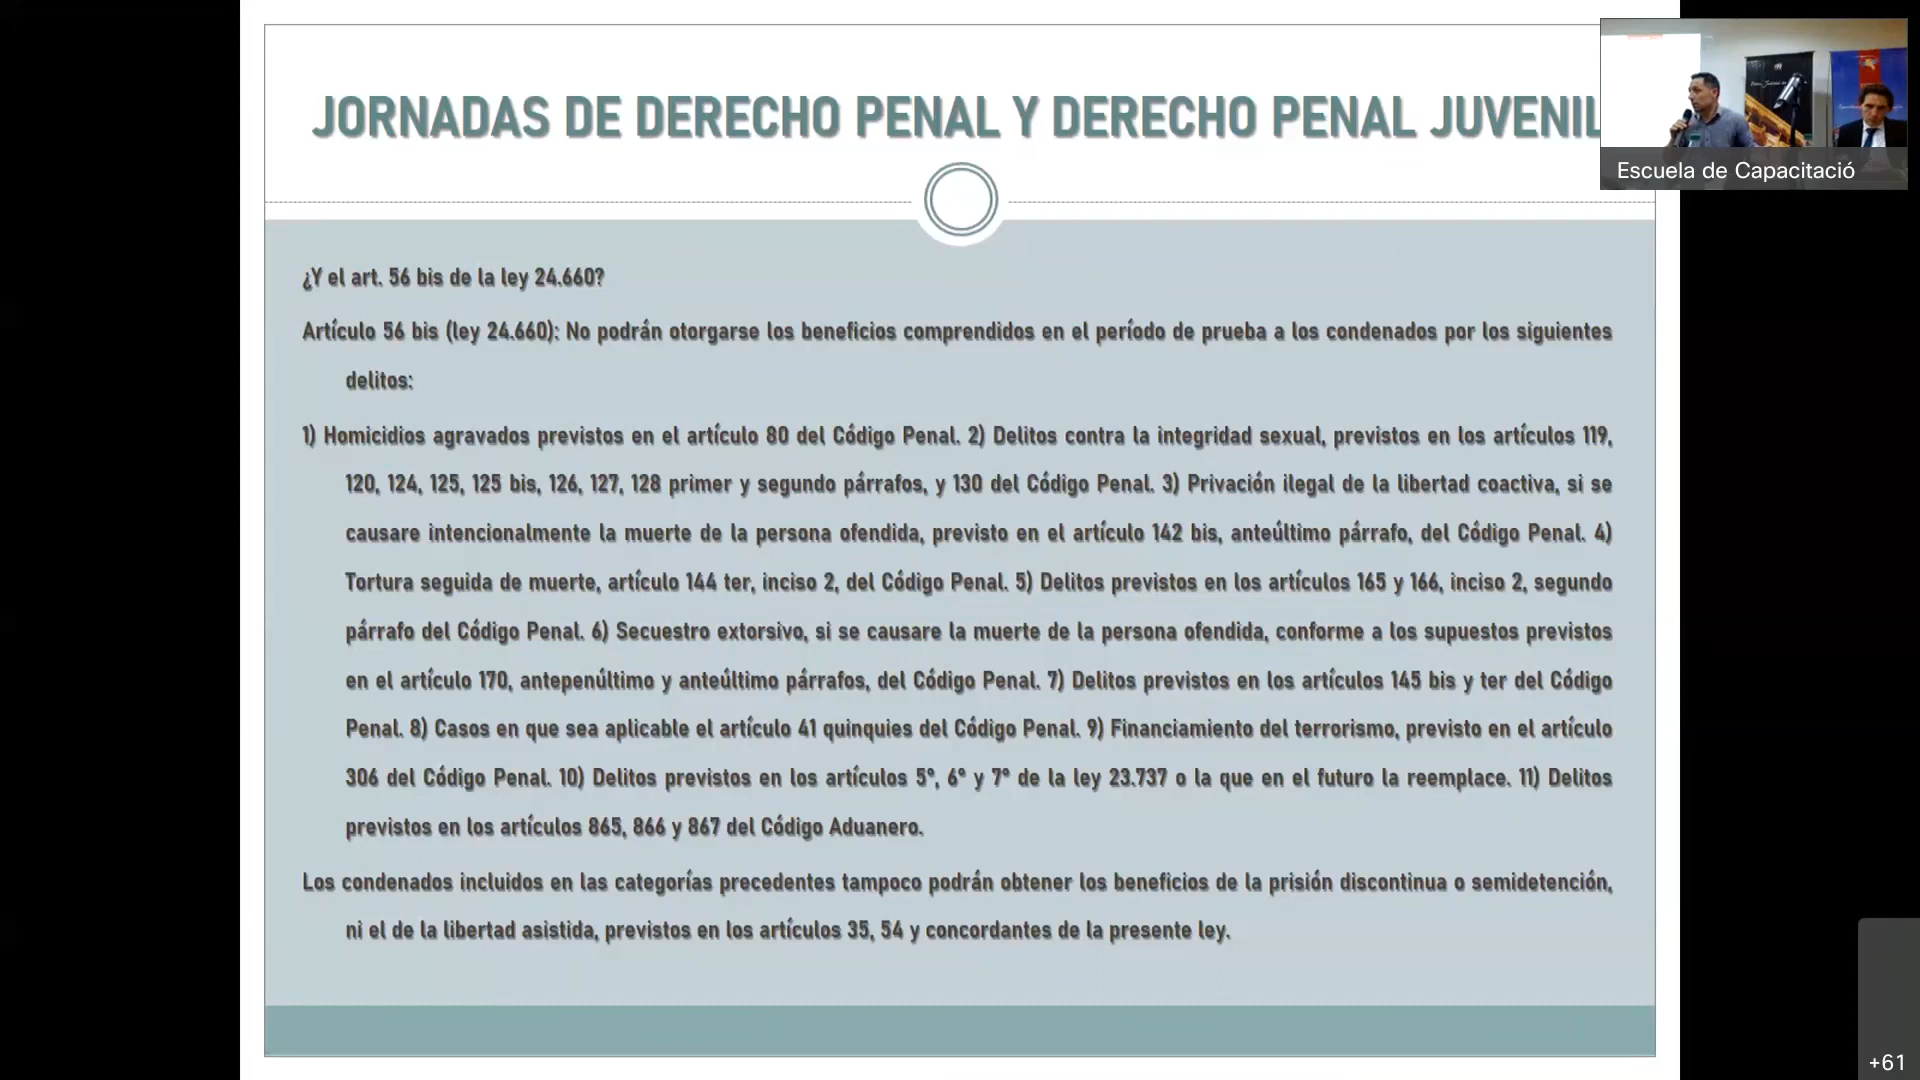 JORNADAS DE DERECHO PENAL Y DERECHO PENAL JUVENIL
Escuela de Capacitació
¿Y el art. 56 bis de la ley 24.660?
Artículo 56 bis (ley 24.660): No podrán otorgarse los beneficios comprendidos en el período de prueba a los condenados por los siguientes
delitos:
1) Homicidios agravados previstos en el artículo 80 del Código Penal. 2) Delitos contra la integridad sexual, previstos en los artículos 119,
120, 124, 125, 125 bis, 126, 127, 128 primer y segundo párrafos, y 130 del Código Penal. 3) Privación ilegal de la libertad coactiva, si se
causare intencionalmente la muerte de la persona ofendida, previsto en el artículo 142 bis, anteúltimo párrafo, del Código Penal. 4)
Tortura seguida de muerte, artículo 144 ter, inciso 2, del Código Penal. 5) Delitos previstos en los artículos 165 y 166, inciso 2, segundo
párrafo del Código Penal. 6) Secuestro extorsivo, si se causare la muerte de la persona ofendida, conforme a los supuestos previstos
en el artículo 170, antepenúltimo y anteúltimo párrafos, del Código Penal. 7) Delitos previstos en los artículos 145 bis y ter del Código
Penal. 8) Casos en que sea aplicable el artículo 41 quinquies del Código Penal. 9) Financiamiento del terrorismo, previsto en el artículo
306 del Código Penal. 10) Delitos previstos en los artículos 5°, 6° y 7° de la ley 23.737 o la que en el futuro la reemplace. 11) Delitos
previstos en los artículos 865, 866 y 867 del Código Aduanero.
Los condenados incluidos en las categorías precedentes tampoco podrán obtener los beneficios de la prisión discontinua o semidetención,
ni el de la libertad asistida, previstos en los artículos 35, 54 y concordantes de la presente ley.
+61